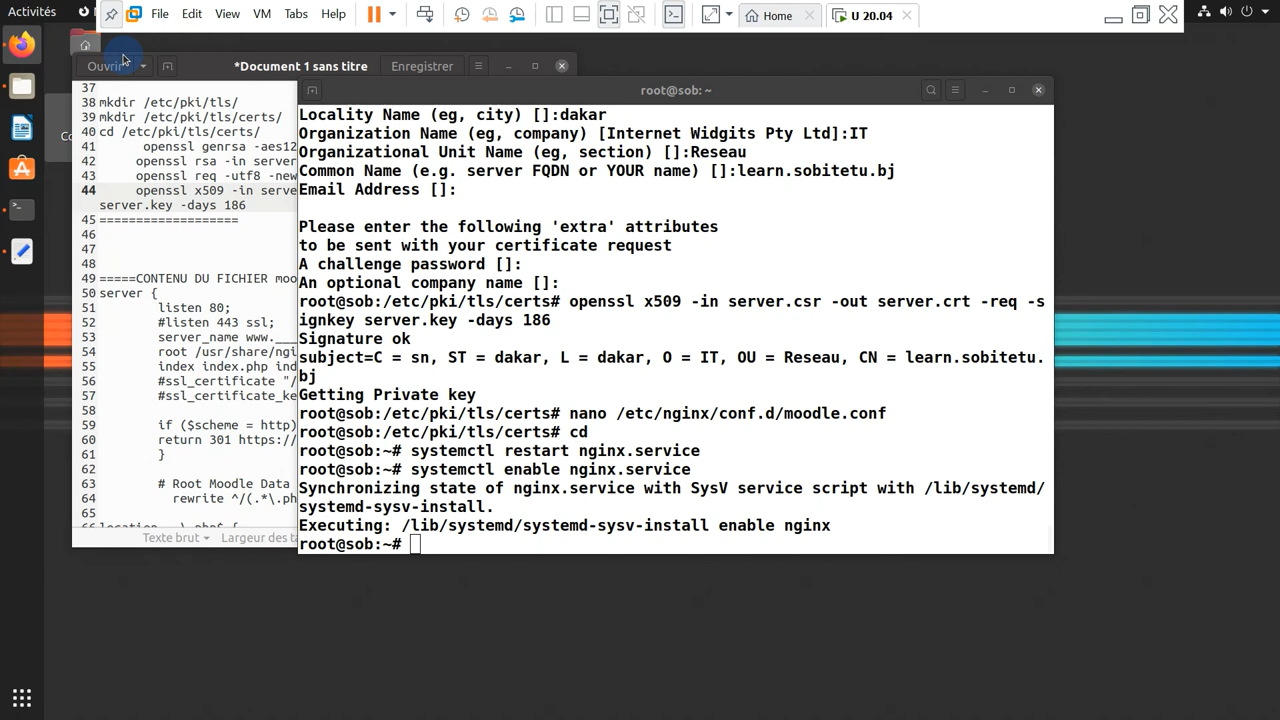 Activités
File Edit View VM Tabs Help
Home
U 20.04
Ouvrir
*Document 1 sans titre
Enregistrer
37
38 mkdir /etc/pki/tls/
39 mkdir /etc/pki/tls/certs/
40 cd /etc/pki/tls/certs/
41 openssl genrsa -aes12
42 openssl rsa -in server
43 openssl req -utf8 -new
44 openssl x509 -in serve
server.key -days 186
45 ===================
46
47
48
49 =====CONTENU DU FICHIER moo
50 server {
51 listen 80;
52 #listen 443 ssl;
53 server_name www.___
54 root /usr/share/ngi
55 index index.php ind
56 #ssl_certificate "/
57 #ssl_certificate_ke
58
59 if ($scheme = http)
60 return 301 https:/
61 }
62
63 # Root Moodle Data
64 rewrite ^/(.*\.ph
65
Texte brut
Largeur des ta
root@sob: ~
Locality Name (eg, city) []:dakar
Organization Name (eg, company) [Internet Widgits Pty Ltd]:IT
Organizational Unit Name (eg, section) []:Reseau
Common Name (e.g. server FQDN or YOUR name) []:learn.sobitetu.bj
Email Address []:
Please enter the following 'extra' attributes
to be sent with your certificate request
A challenge password []:
An optional company name []:
root@sob:/etc/pki/tls/certs# openssl x509 -in server.csr -out server.crt -req -s
ignkey server.key -days 186
Signature ok
subject=C = sn, ST = dakar, L = dakar, O = IT, OU = Reseau, CN = learn.sobitetu.
bj
Getting Private key
root@sob:/etc/pki/tls/certs# nano /etc/nginx/conf.d/moodle.conf
root@sob:/etc/pki/tls/certs# cd
root@sob:~# systemctl restart nginx.service
root@sob:~# systemctl enable nginx.service
Synchronizing state of nginx.service with SysV service script with /lib/systemd/
systemd-sysv-install.
Executing: /lib/systemd/systemd-sysv-install enable nginx
root@sob:~#